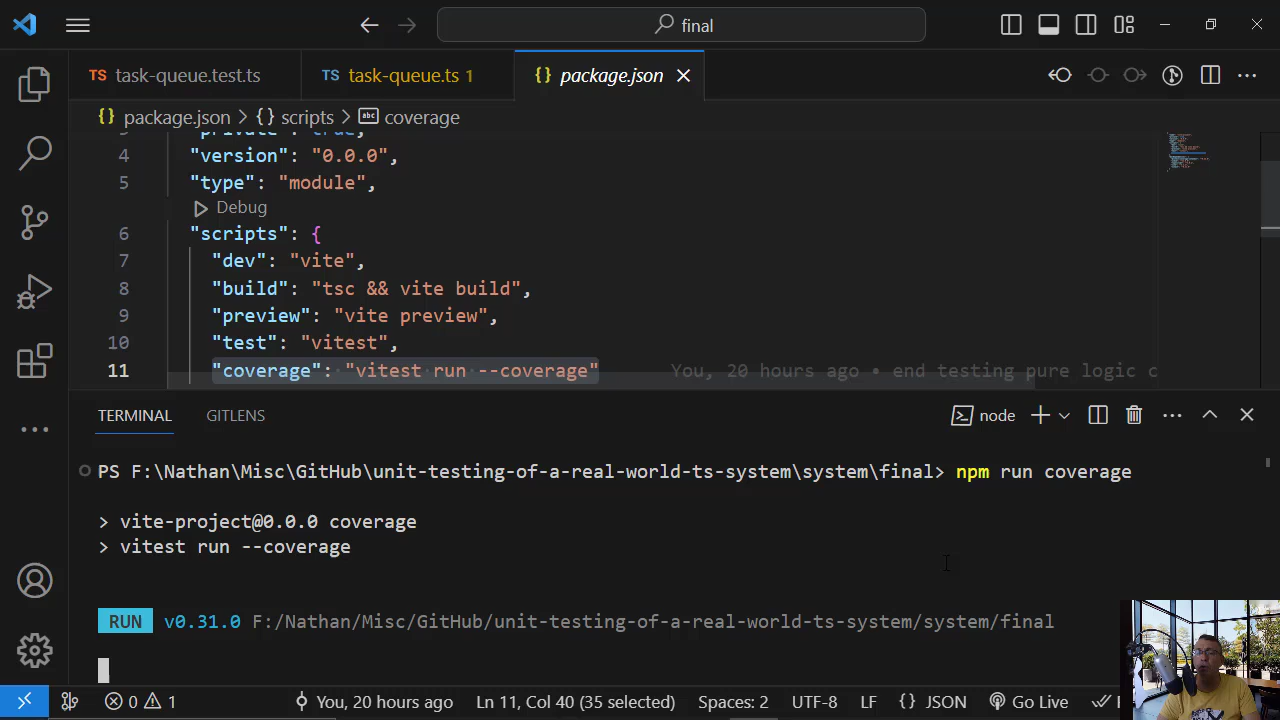 final
TS task-queue.test.ts
TS task-queue.ts 1
{} package.json
{} package.json > scripts > coverage
4 "version": "0.0.0",
5 "type": "module",
Debug
6 "scripts": {
7 "dev": "vite",
8 "build": "tsc && vite build",
9 "preview": "vite preview",
10 "test": "vitest",
11 "coverage": "vitest run --coverage" You, 20 hours ago • end testing pure logic c
TERMINAL GITLENS node
PS F:\Nathan\Misc\GitHub\unit-testing-of-a-real-world-ts-system\system\final> npm run coverage
> vite-project@0.0.0 coverage
> vitest run --coverage
RUN v0.31.0 F:/Nathan/Misc/GitHub/unit-testing-of-a-real-world-ts-system/system/final
0 1 You, 20 hours ago Ln 11, Col 40 (35 selected) Spaces: 2 UTF-8 LF {} JSON Go Live